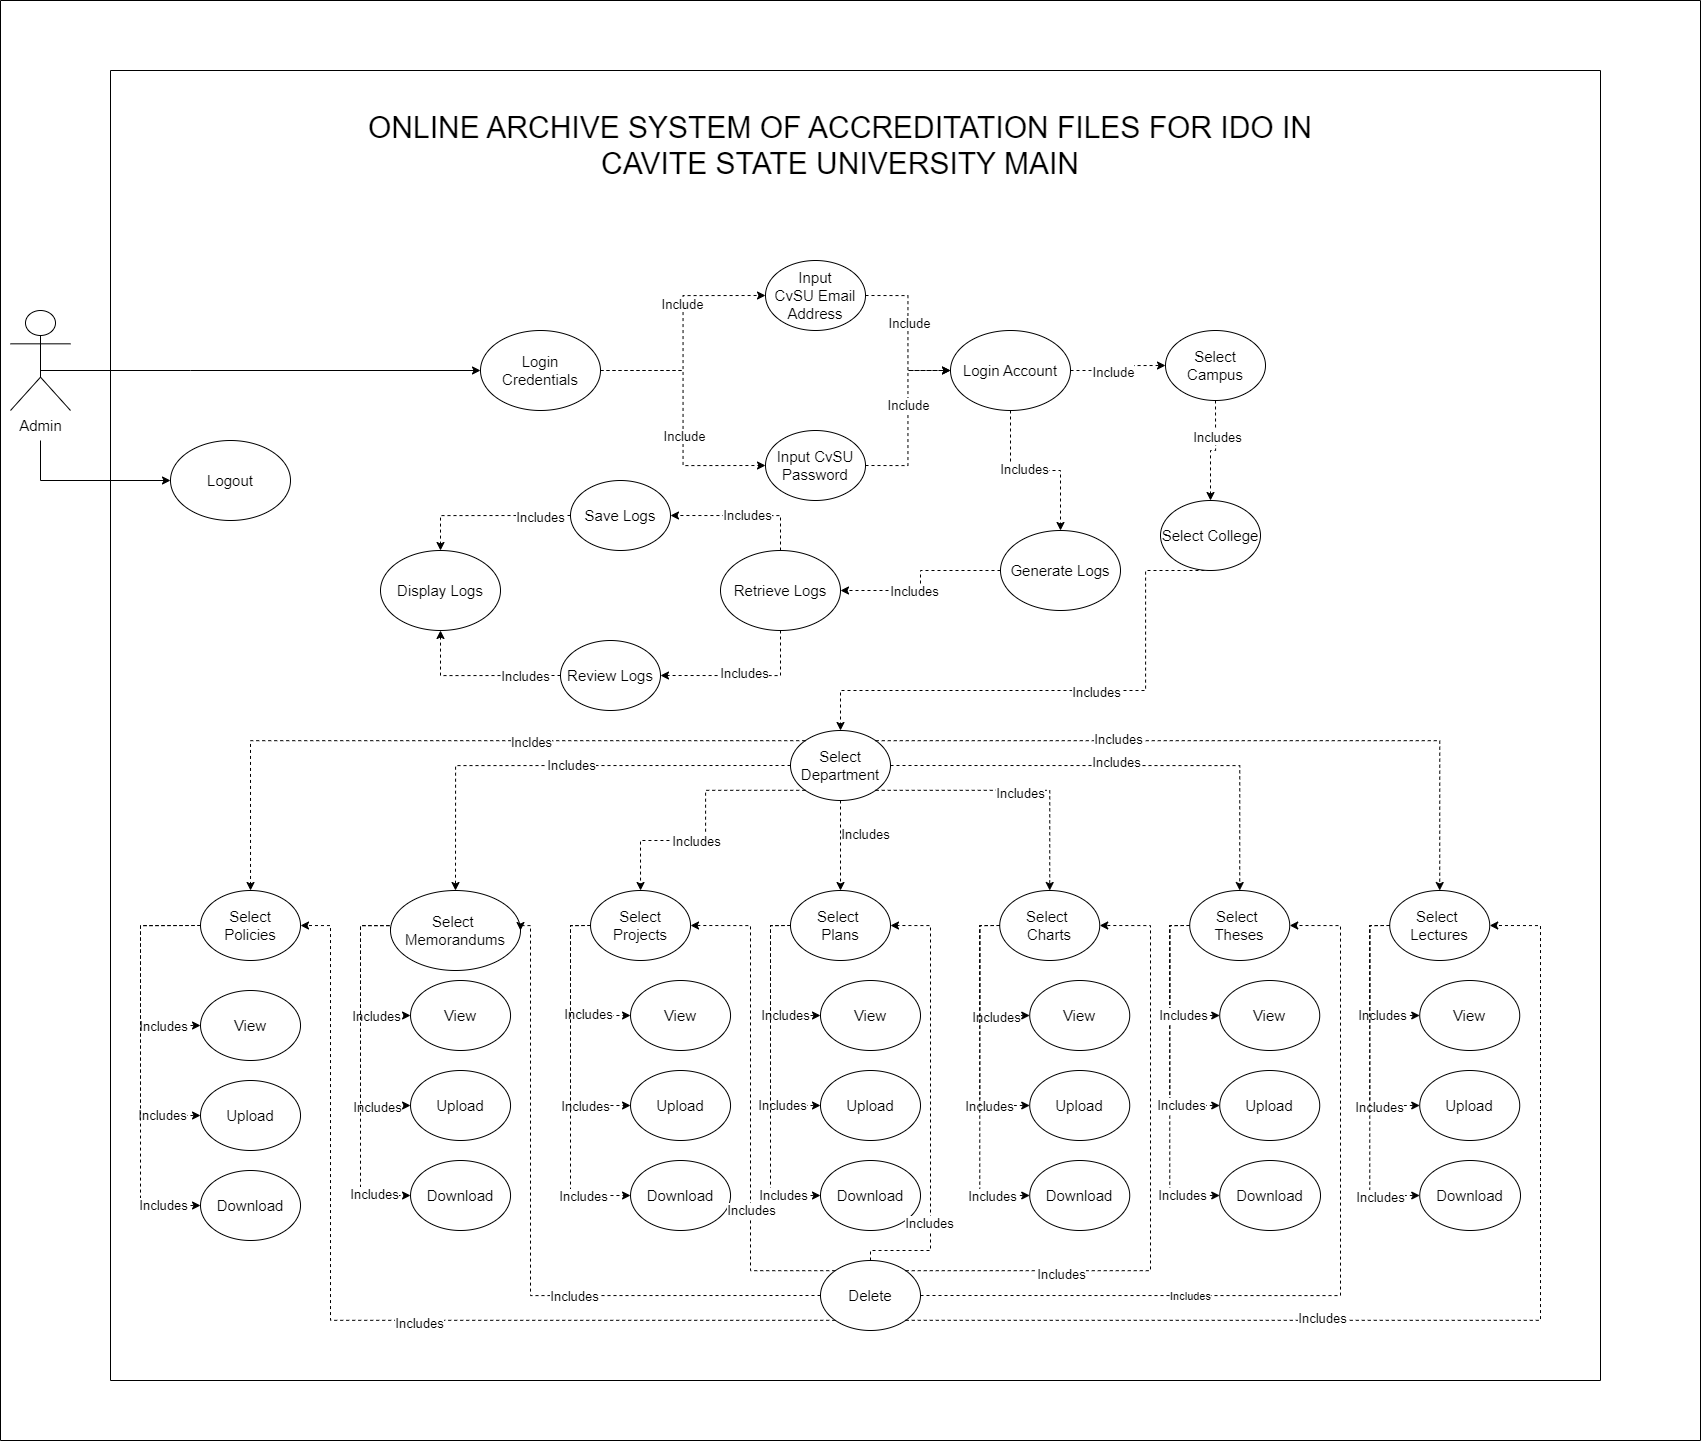 ONLINE ARCHIVE SYSTEM OF ACCREDITATION FILES FOR IDO IN
CAVITE STATE UNIVERSITY MAIN
Admin
Login
Credentials
Logout
Include
Include
Input
CvSU Email
Address
Input CvSU
Password
Include
Include
Login Account
Include
Select
Campus
Includes
Select College
Includes
Generate Logs
Includes
Retrieve Logs
Includes
Save Logs
Includes
Display Logs
Includes
Review Logs
Includes
Includes
Select
Department
Incldes
Includes
Includes
Includes
Includes
Includes
Includes
Select
Policies
Select
Memorandums
Select
Projects
Select
Plans
Select
Charts
Select
Theses
Select
Lectures
Includes
View
Includes
View
Includes
View
Includes
View
Includes
View
Includes
View
Includes
View
Includes
Upload
Includes
Upload
Includes
Upload
Includes
Upload
Includes
Upload
Includes
Upload
Includes
Upload
Includes
Download
Includes
Download
Includes
Download
Includes
Download
Includes
Download
Includes
Download
Includes
Download
Includes
Includes
Includes
Includes
Delete
Includes
Includes
Includes